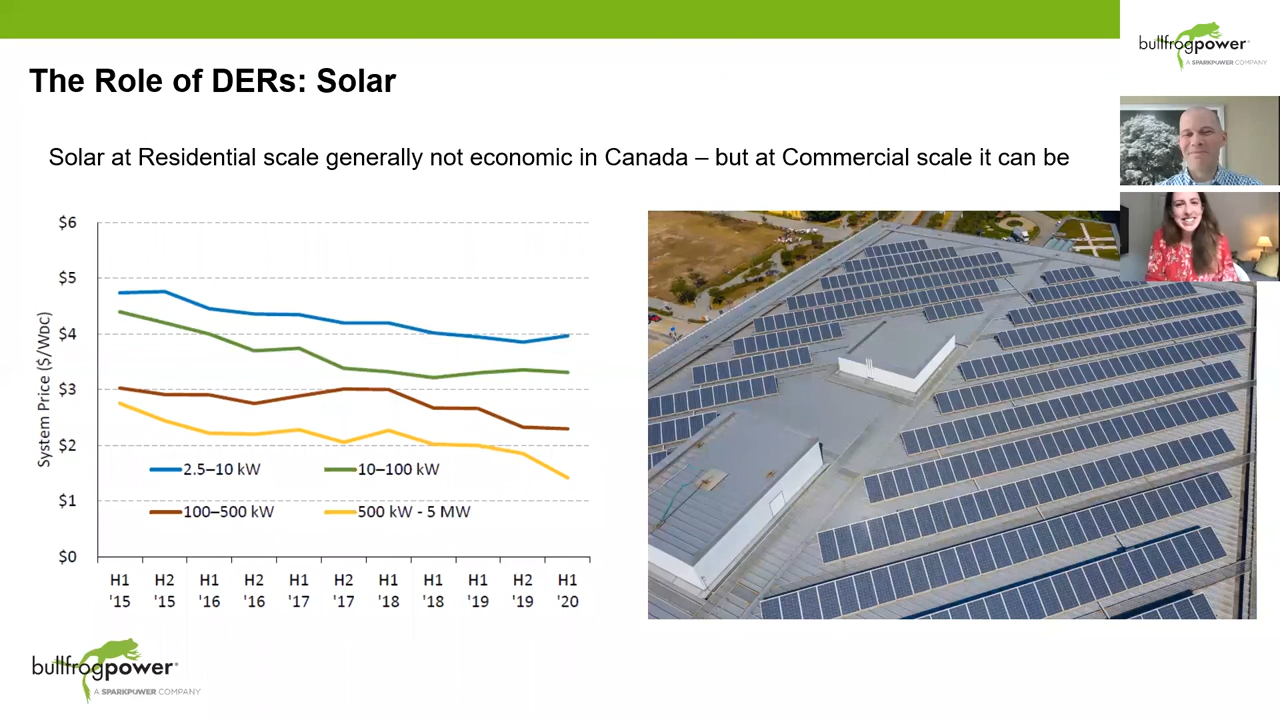 bullfrogpower®
A SPARKPOWER COMPANY
The Role of DERs: Solar
Solar at Residential scale generally not economic in Canada – but at Commercial scale it can be
System Price ($/WDC)
$6
$5
$4
$3
$2
$1
$0
2.5–10 kW
10–100 kW
100–500 kW
500 kW - 5 MW
H1 H2 H1 H2 H1 H2 H1 H1 H1 H2 H1
'15 '15 '16 '16 '17 '17 '18 '18 '19 '19 '20
bullfrogpower®
A SPARKPOWER COMPANY